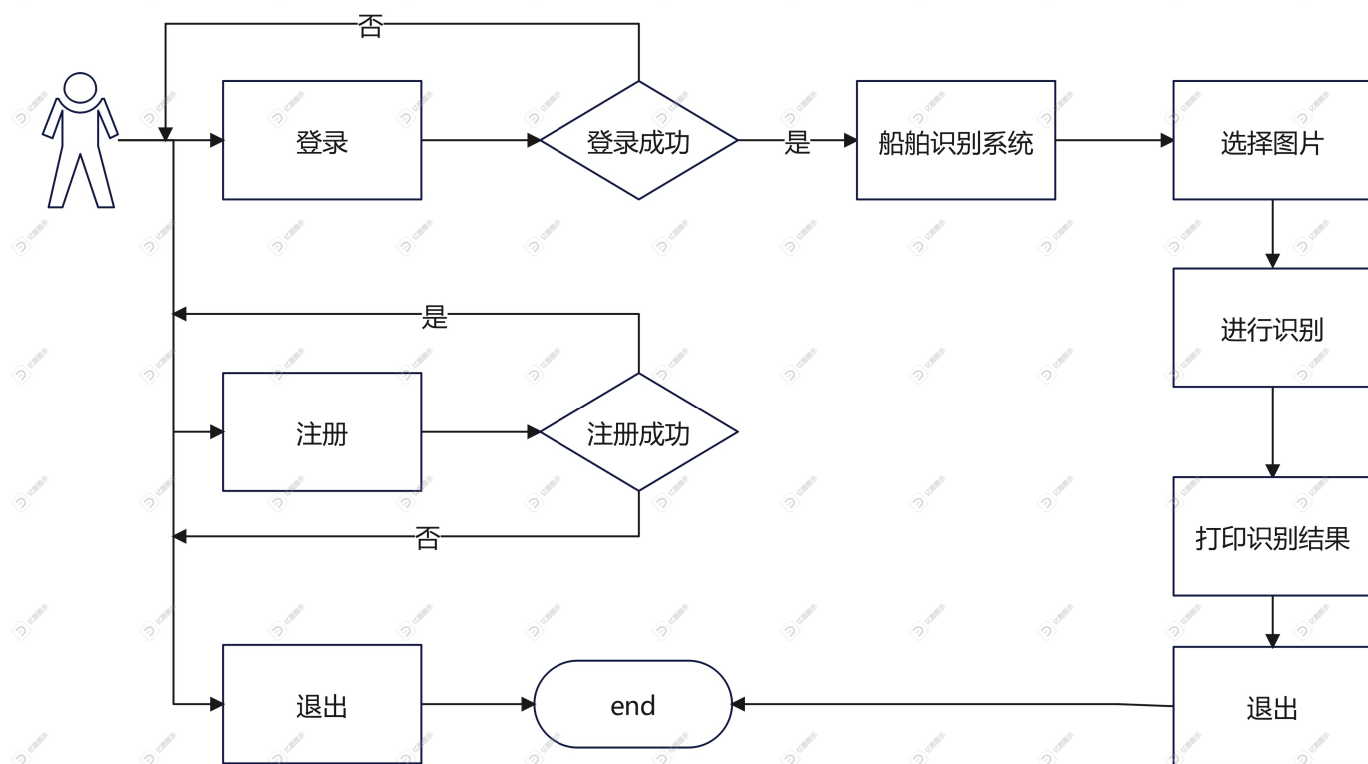 否
登录
登录成功
是
船舶识别系统
选择图片
是
进行识别
注册
注册成功
否
打印识别结果
退出
end
退出